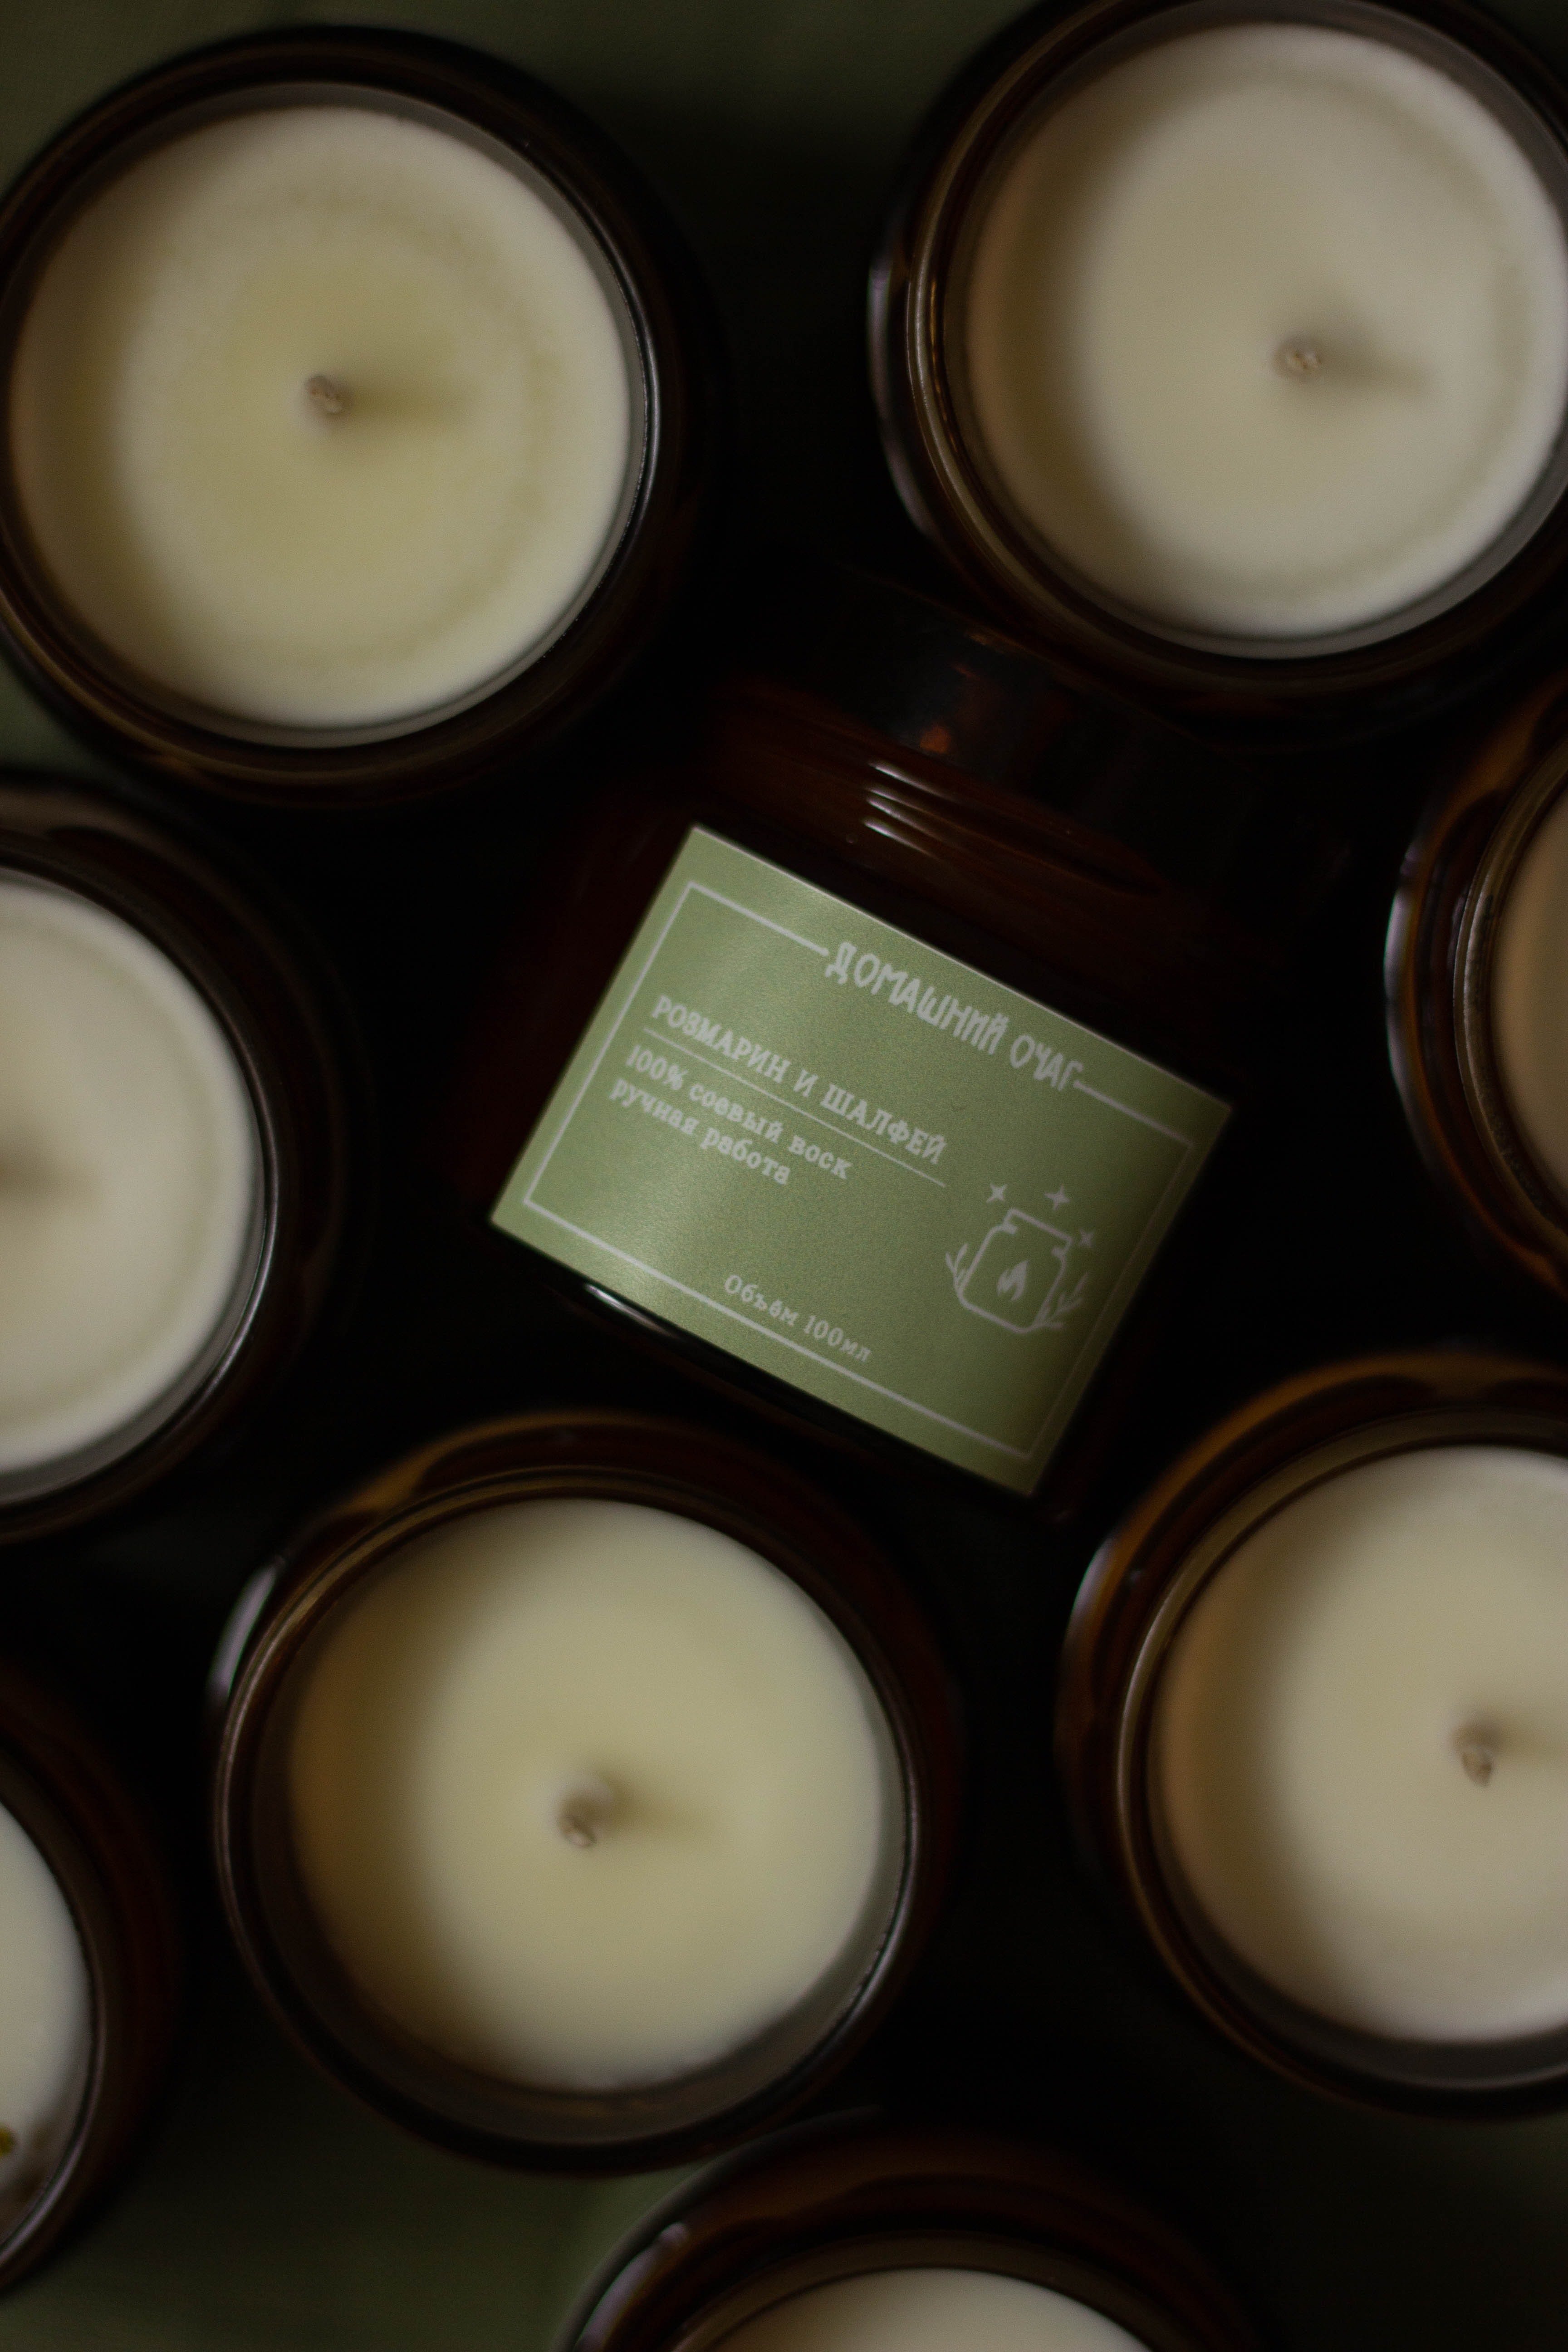 ДОМАШНИЙ ОЧАГ
РОЗМАРИН И ШАЛФЕЙ
100% соевый воск
ручная работа
Объём 100мл